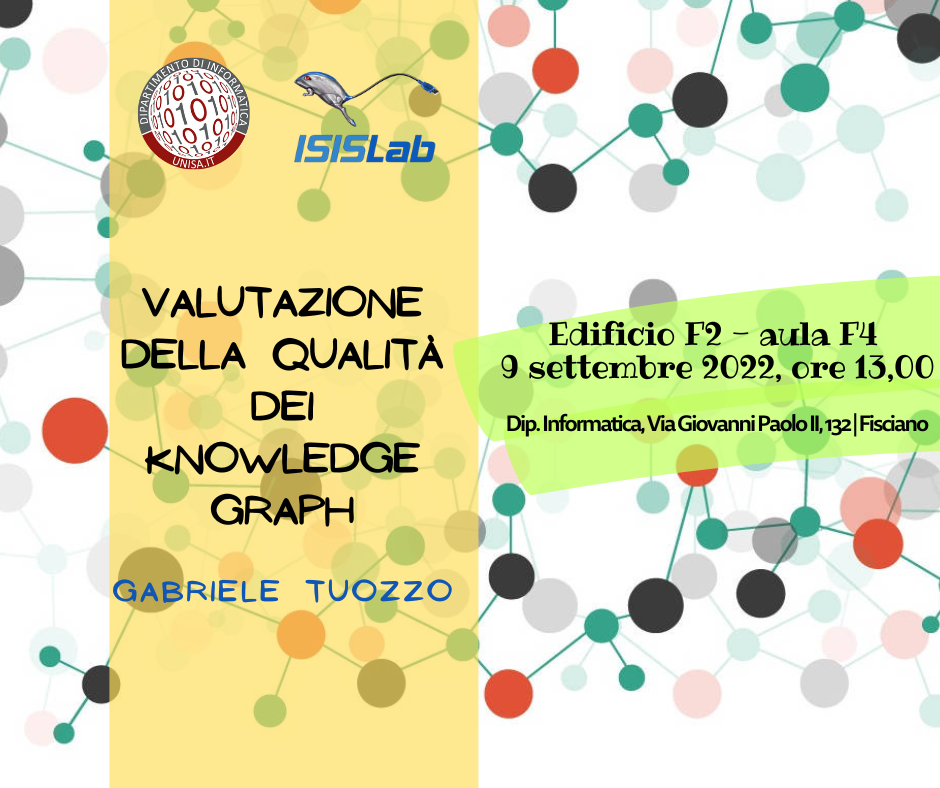 DIPARTIMENTO DI INFORMATICA
UNISA.IT
ISISLab
VALUTAZIONE
DELLA QUALITÀ
DEI
KNOWLEDGE
GRAPH
GABRIELE TUOZZO
Edificio F2 - aula F4
9 settembre 2022, ore 13,00
Dip. Informatica, Via Giovanni Paolo II, 132 | Fisciano